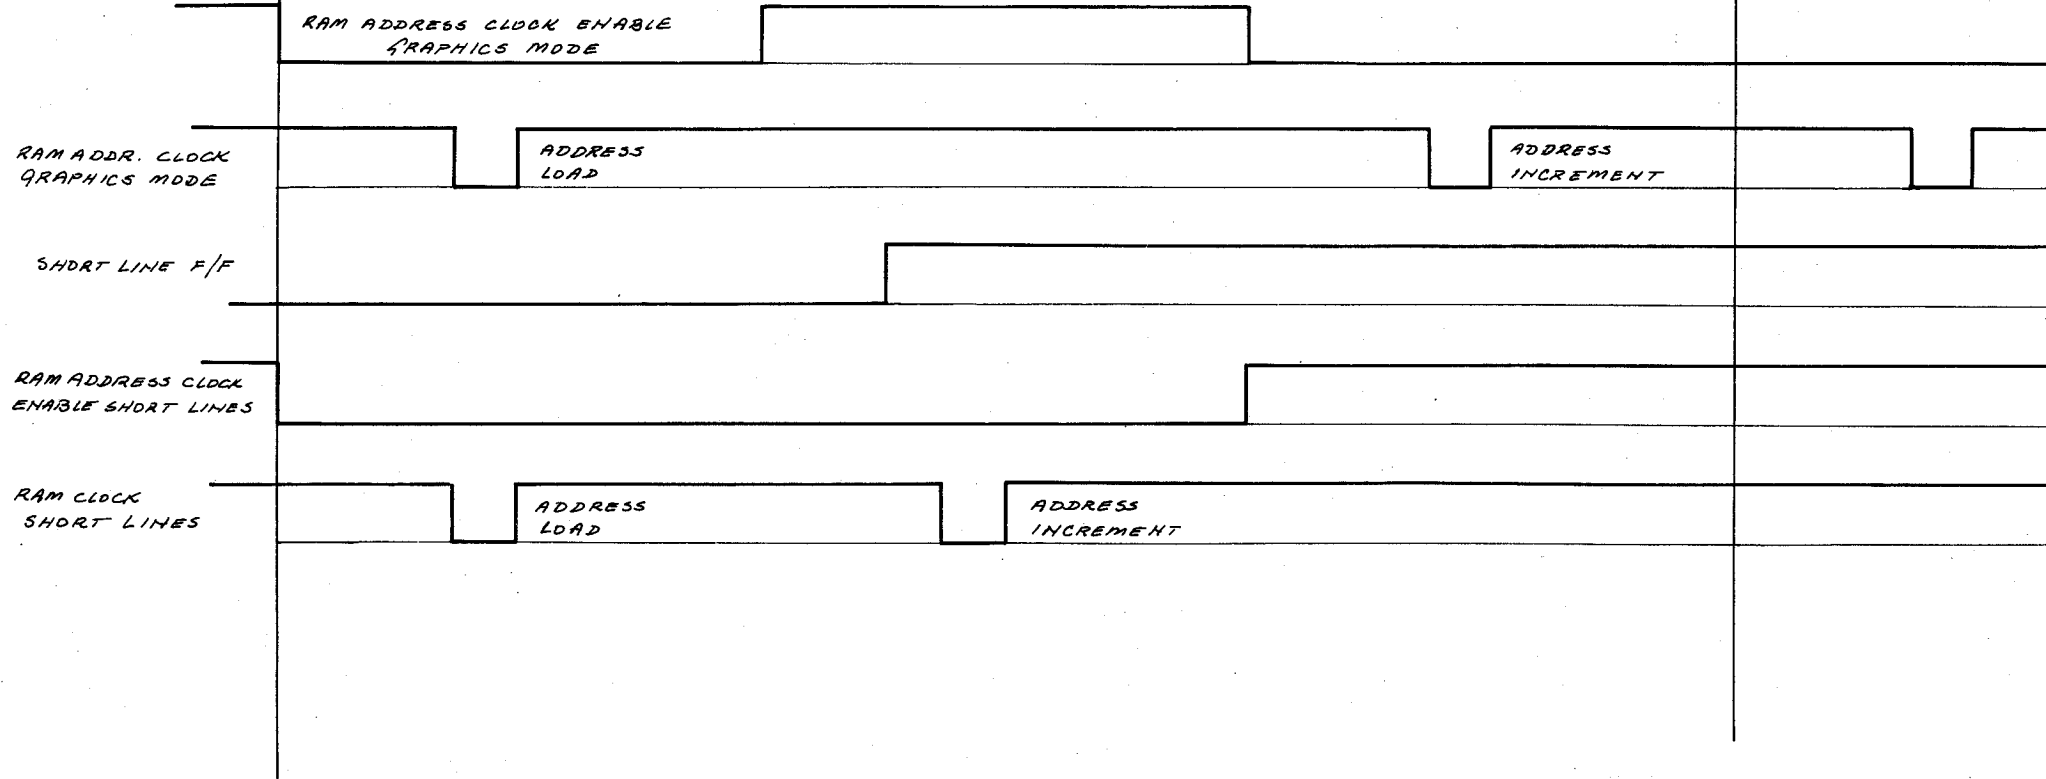 RAM ADDRESS CLOCK ENABLE
GRAPHICS MODE
RAM ADDR. CLOCK
GRAPHICS MODE
ADDRESS
LOAD
ADDRESS
INCREMENT
SHORT LINE F/F
RAM ADDRESS CLOCK
ENABLE SHORT LINES
RAM CLOCK
SHORT LINES
ADDRESS
LOAD
ADDRESS
INCREMENT